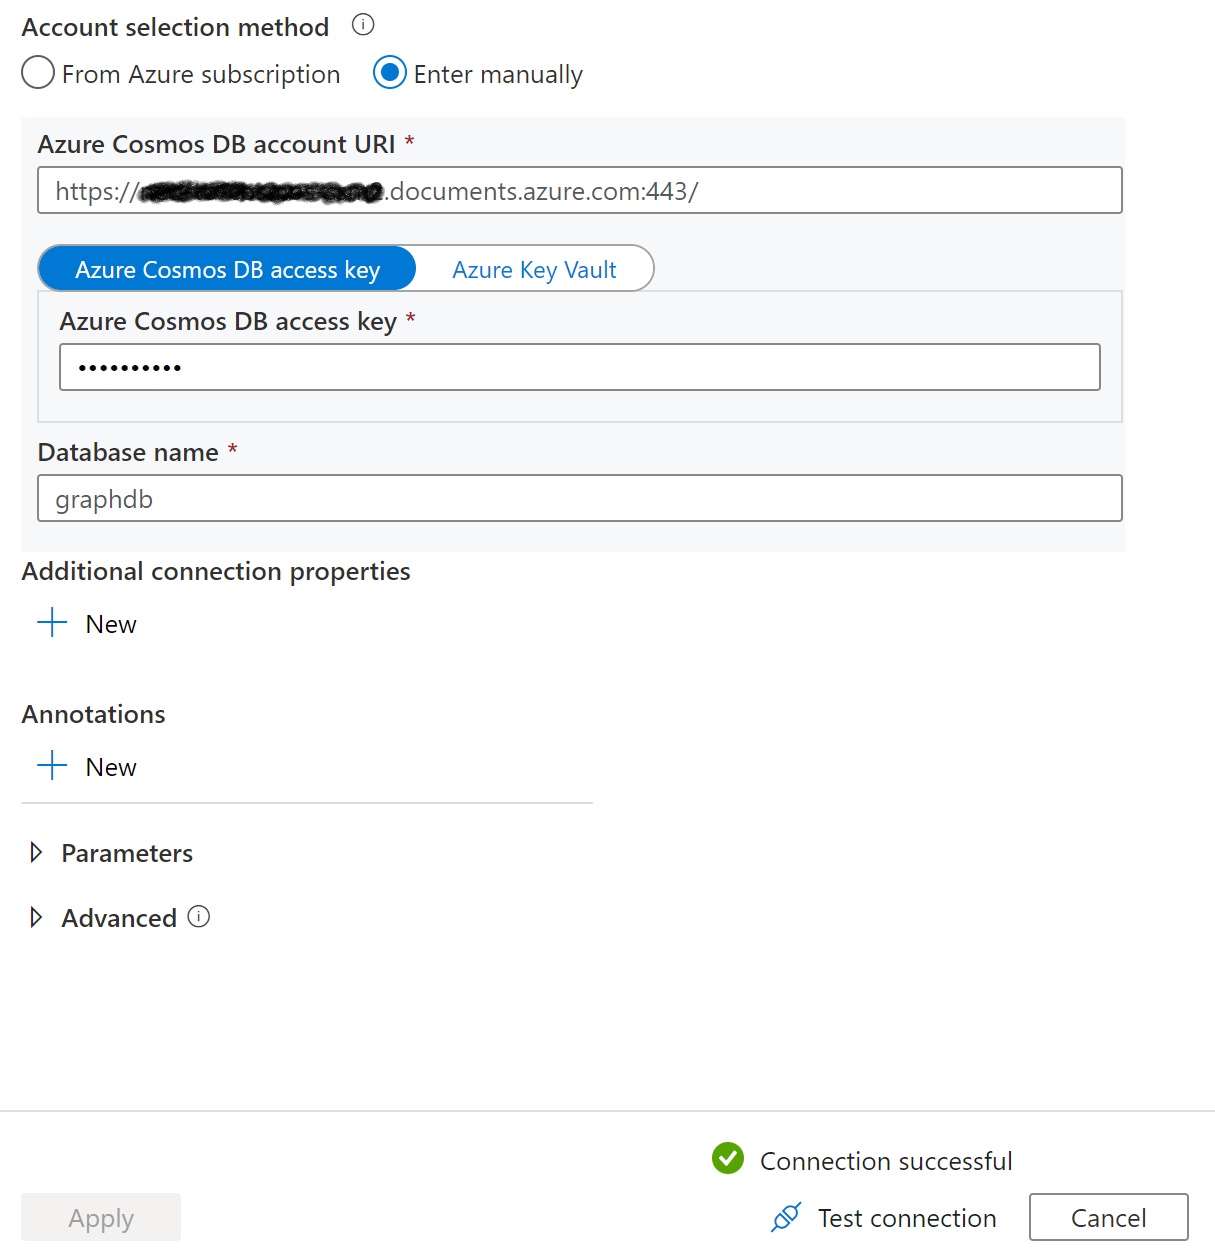 Account selection method
From Azure subscription Enter manually
Azure Cosmos DB account URI *
https:// .documents.azure.com:443/
Azure Cosmos DB access key Azure Key Vault
Azure Cosmos DB access key *
••••••••••
Database name *
graphdb
Additional connection properties
New
Annotations
New
Parameters
Advanced
Connection successful
Apply Test connection Cancel